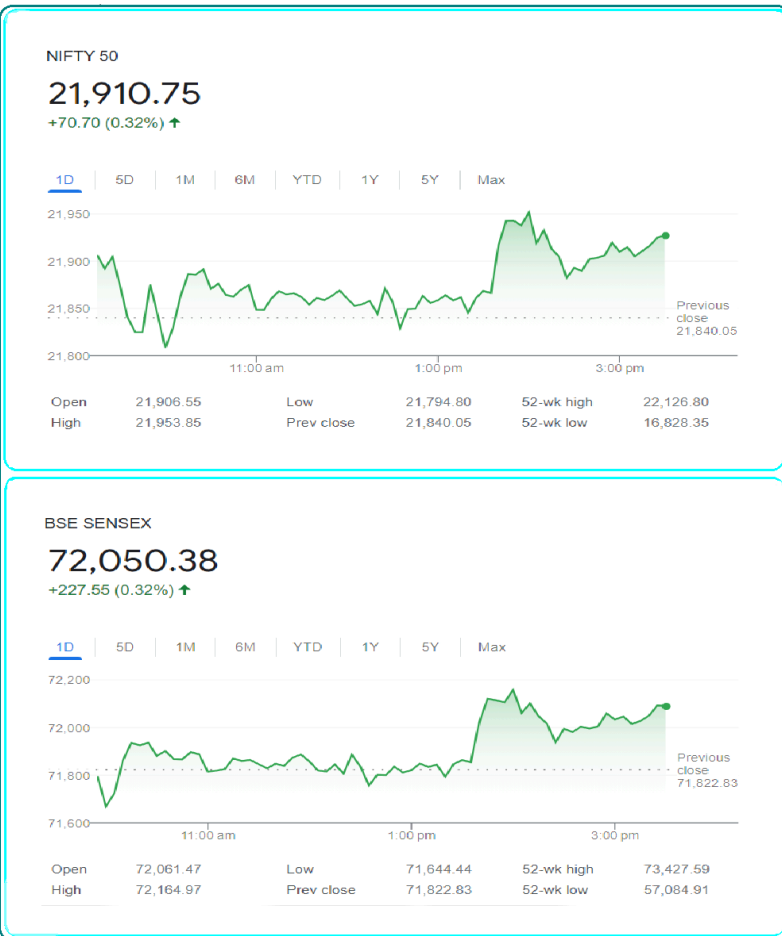 NIFTY 50
21,910.75
+70.70 (0.32%) ↑
1D 5D 1M 6M YTD 1Y 5Y Max
21,950
21,900
21,850
21,800
Previous
close
21,840.05
11:00 am 1:00 pm 3:00 pm
Open 21,906.55 Low 21,794.80 52-wk high 22,126.80
High 21,953.85 Prev close 21,840.05 52-wk low 16,828.35
BSE SENSEX
72,050.38
+227.55 (0.32%) ↑
1D 5D 1M 6M YTD 1Y 5Y Max
72,200
72,000
71,800
71,600
Previous
close
71,822.83
11:00 am 1:00 pm 3:00 pm
Open 72,061.47 Low 71,644.44 52-wk high 73,427.59
High 72,164.97 Prev close 71,822.83 52-wk low 57,084.91